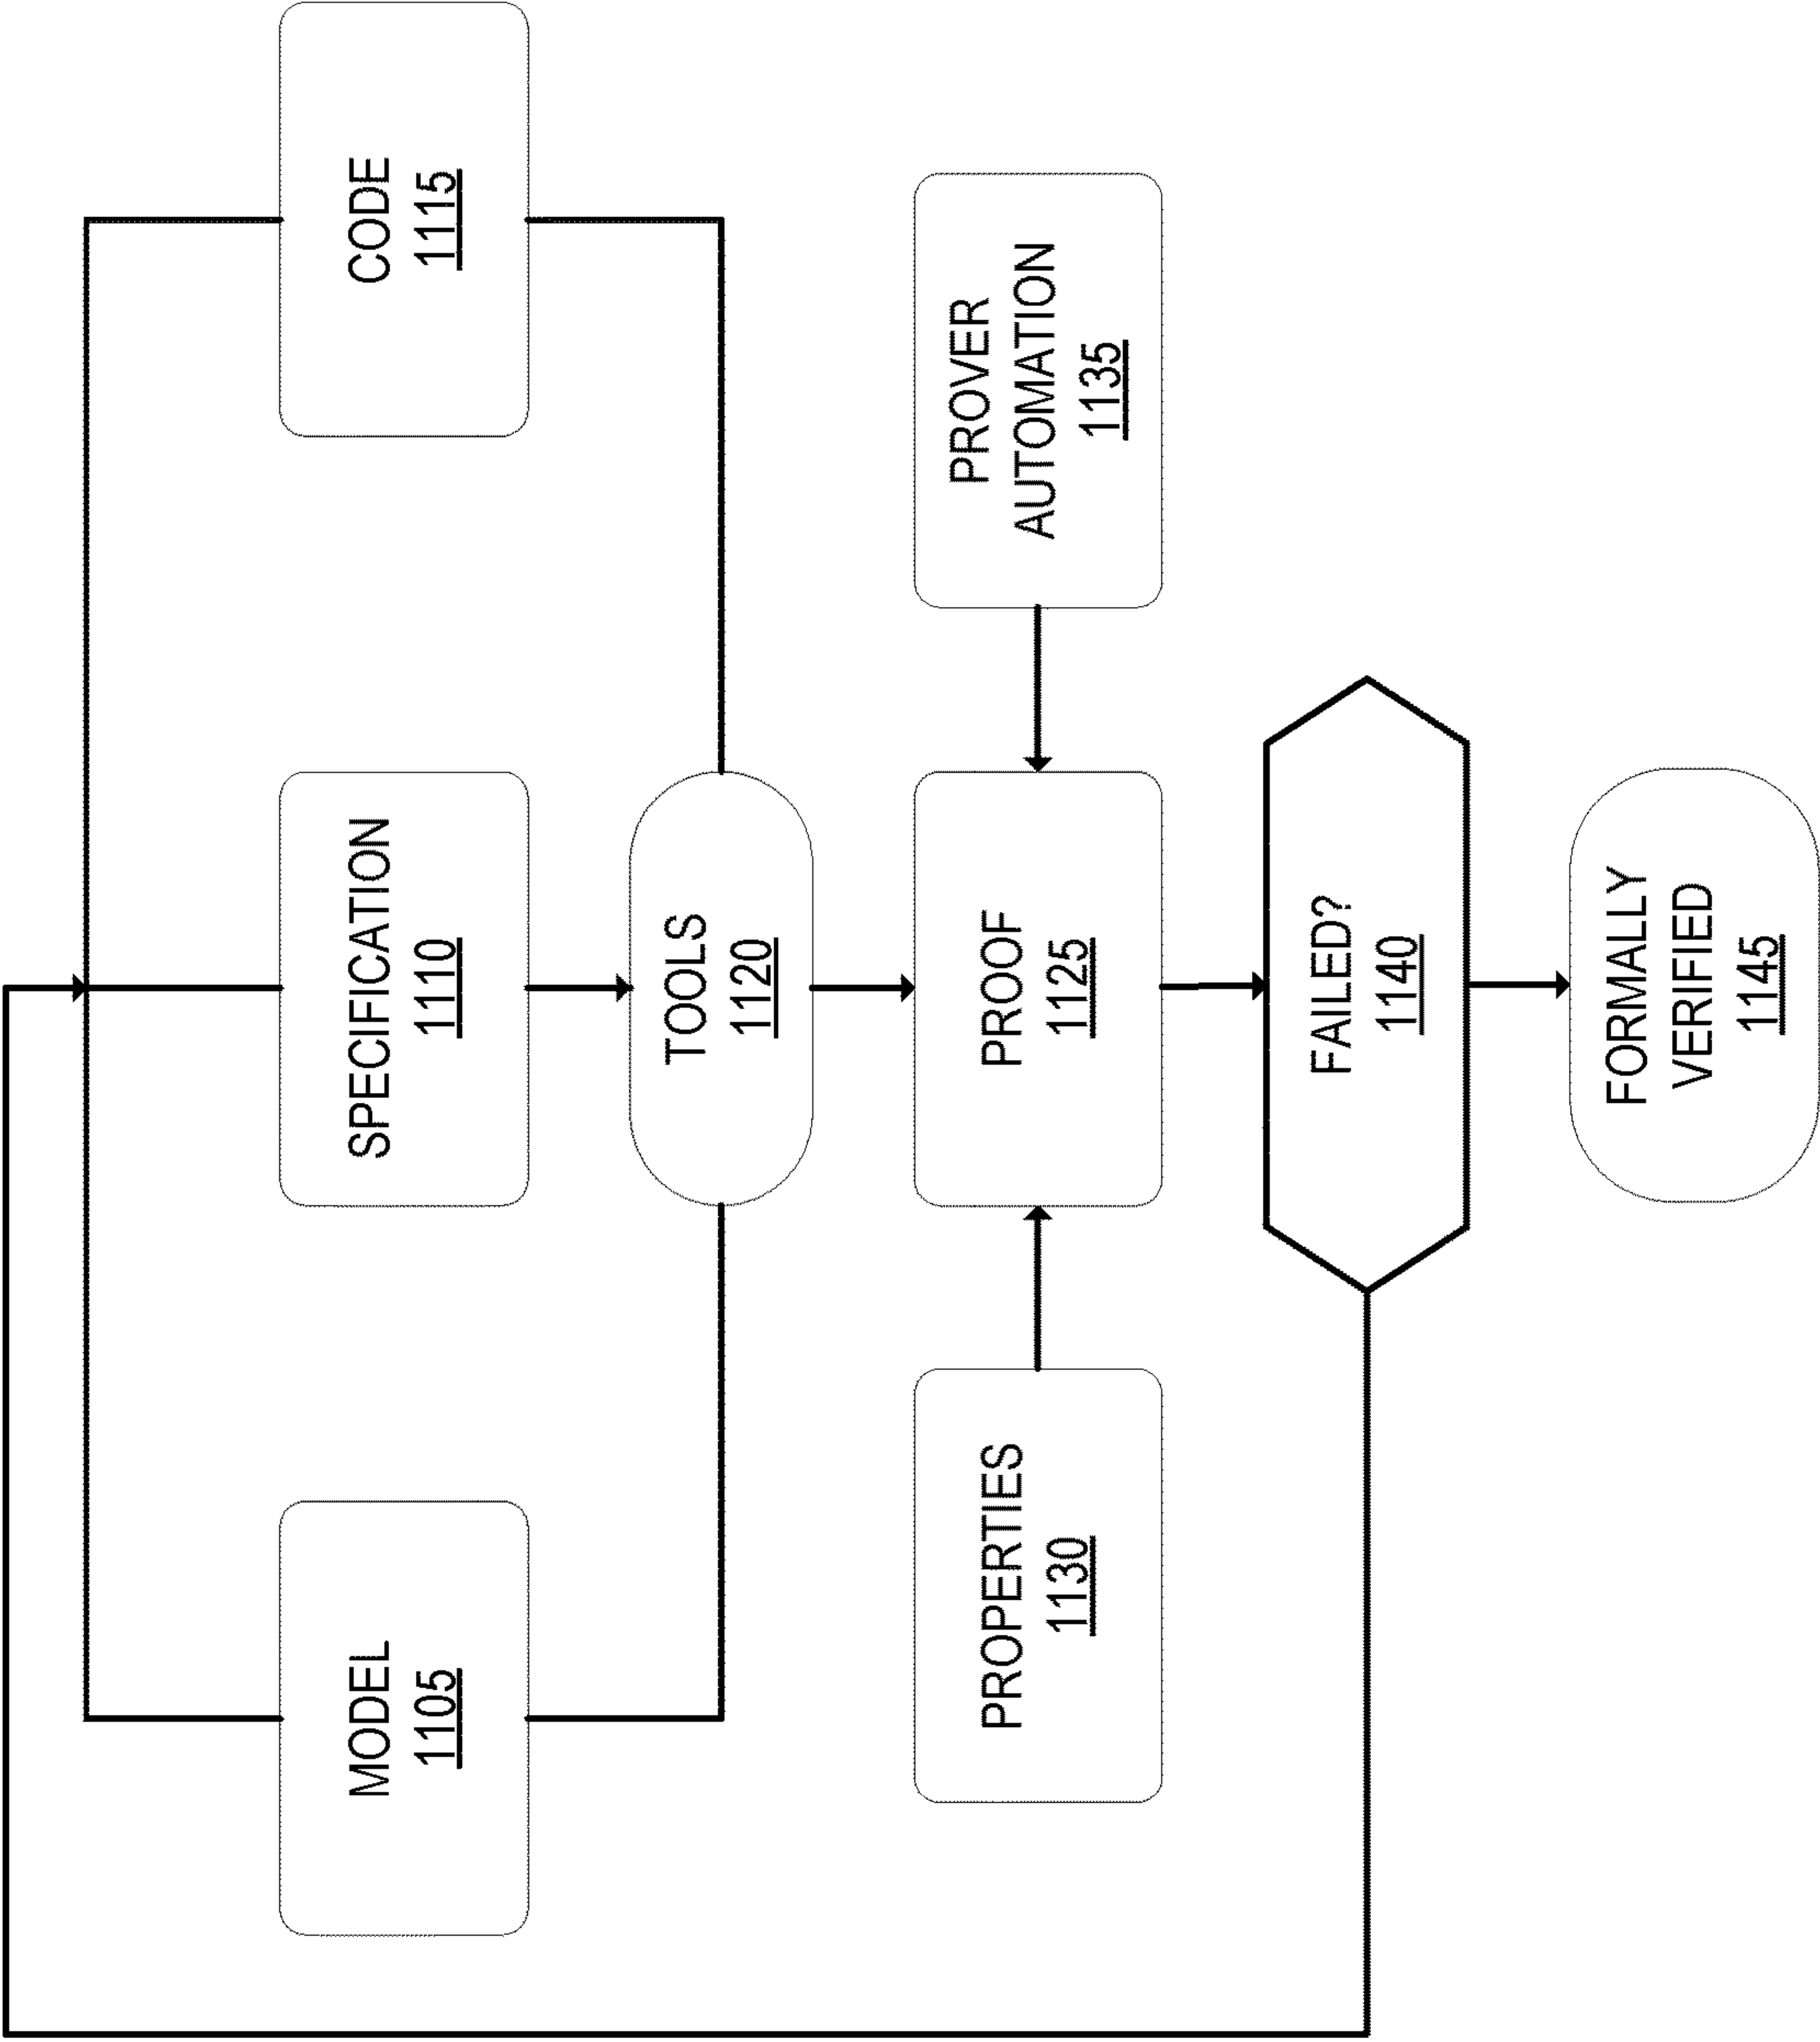 MODEL
1105
SPECIFICATION
1110
CODE
1115
TOOLS
1120
PROPERTIES
1130
PROOF
1125
PROVER
AUTOMATION
1135
FAILED?
1140
FORMALLY
VERIFIED
1145